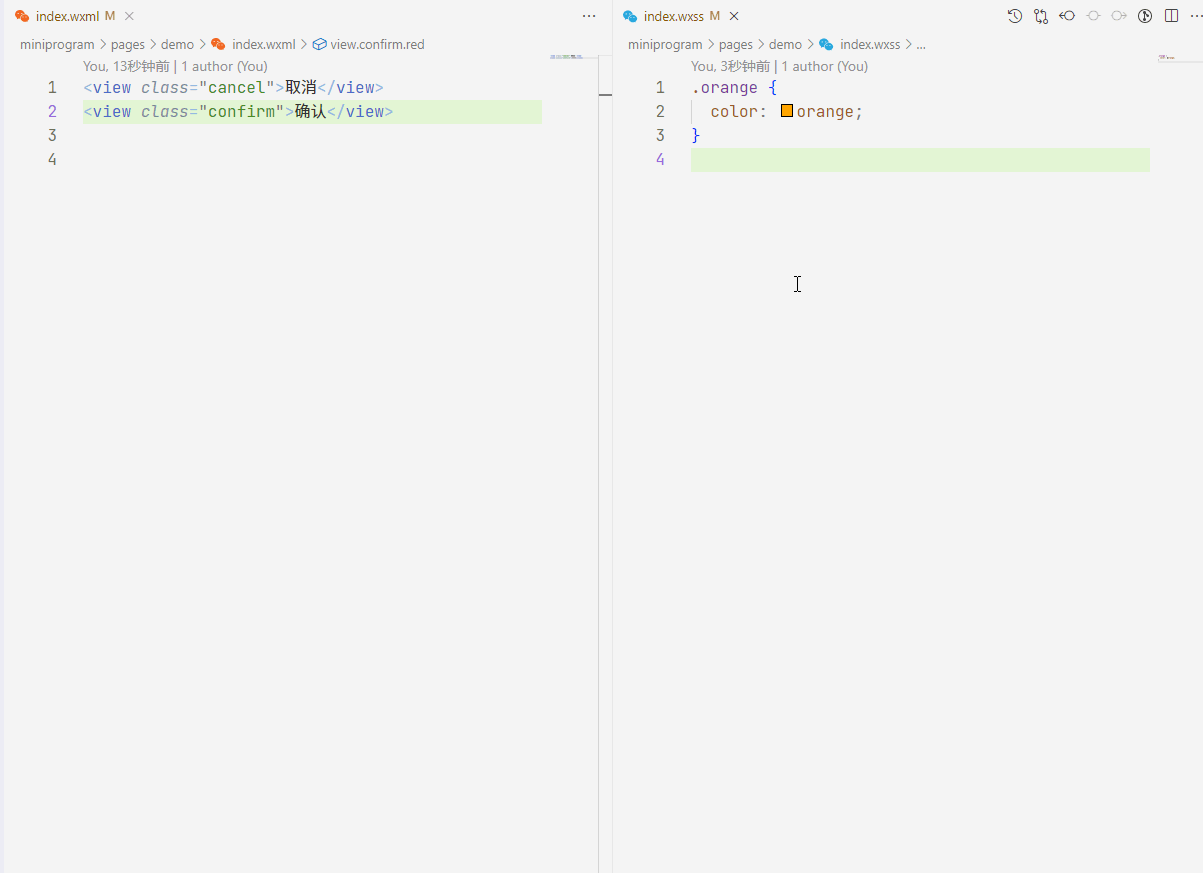 index.wxml M
miniprogram > pages > demo > index.wxml > view.confirm.red
You, 13秒钟前 | 1 author (You)
1 <view class="cancel">取消</view>
2 <view class="confirm">确认</view>
3
4
index.wxss M
miniprogram > pages > demo > index.wxss > ...
You, 3秒钟前 | 1 author (You)
1 .orange {
2 color: orange;
3 }
4